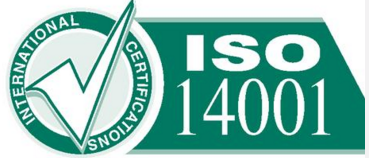 INTERNATIONAL
CERTIFICATIONS
ISO
14001